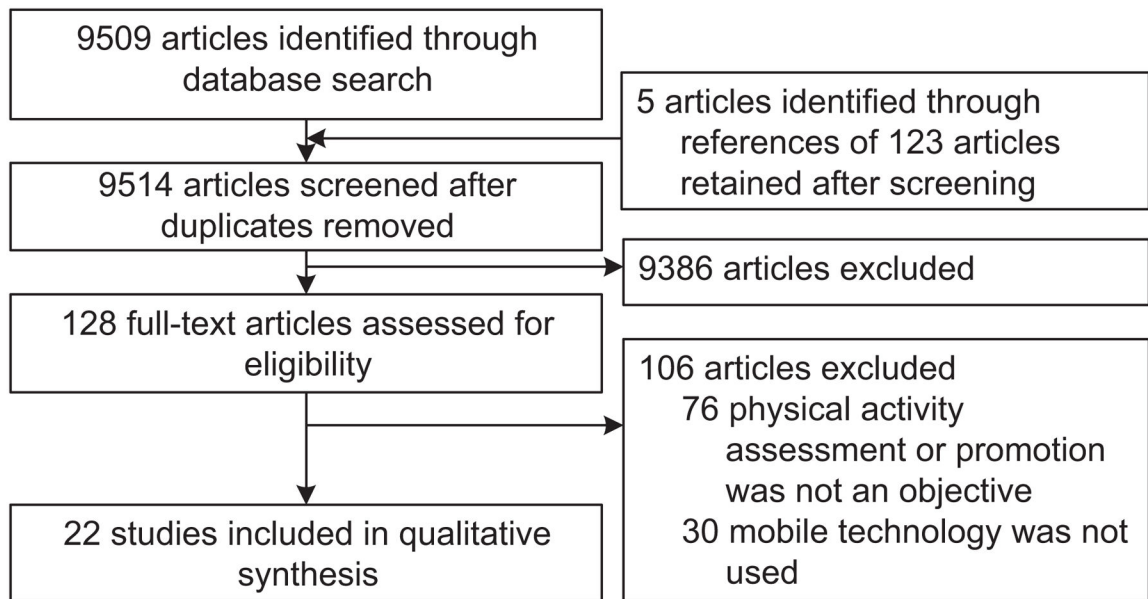 9509 articles identified through
database search
5 articles identified through
references of 123 articles
retained after screening
9514 articles screened after
duplicates removed
9386 articles excluded
128 full-text articles assessed for
eligibility
106 articles excluded
76 physical activity
assessment or promotion
was not an objective
30 mobile technology was not
used
22 studies included in qualitative
synthesis